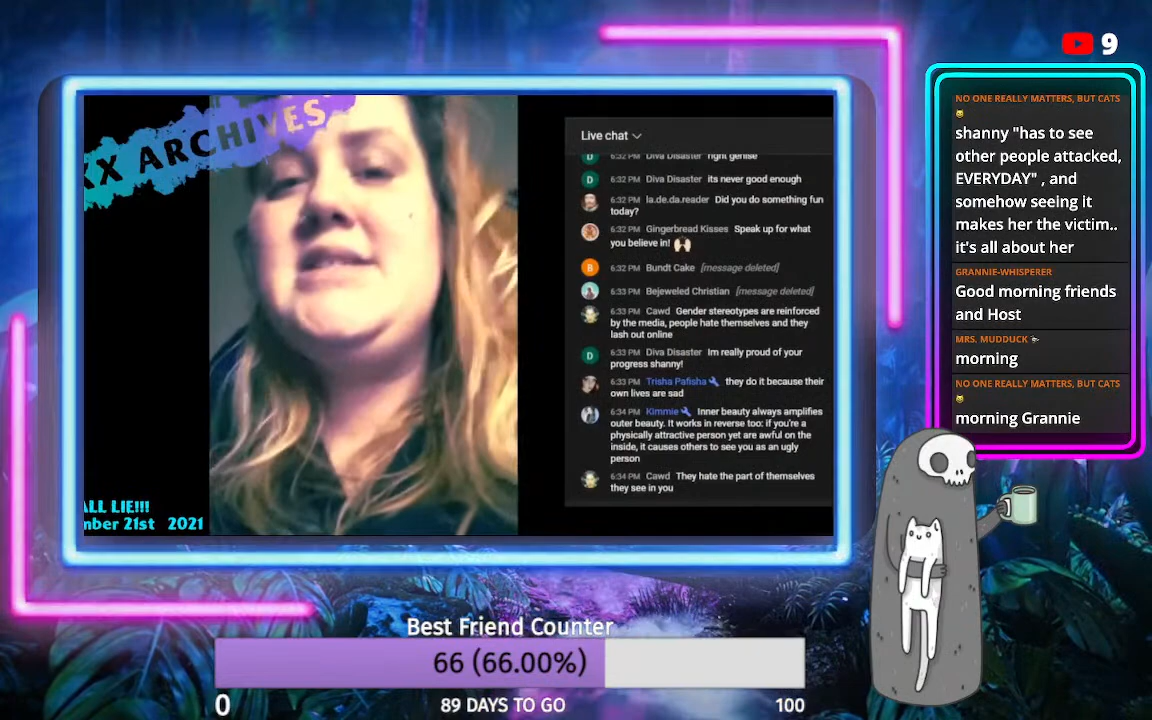 9
XX ARCHIVES
Live chat
D 6:32 PM Diva Disaster right genise
D 6:32 PM Diva Disaster its never good enough
6:32 PM la.de.da.reader Did you do something fun
today?
6:32 PM Gingerbread Kisses Speak up for what
you believe in!
B 6:32 PM Bundt Cake [message deleted]
6:33 PM Bejeweled Christian [message deleted]
6:33 PM Cawd Gender stereotypes are reinforced
by the media, people hate themselves and they
lash out online
D 6:33 PM Diva Disaster Im really proud of your
progress shanny!
6:33 PM Trisha Pafisha they do it because their
own lives are sad
6:34 PM Kimmie Inner beauty always amplifies
outer beauty. It works in reverse too: if you're a
physically attractive person yet are awful on the
inside, it causes others to see you as an ugly
person
6:34 PM Cawd They hate the part of themselves
they see in you
ALL LIE!!!
mber 21st 2021
NO ONE REALLY MATTERS, BUT CATS
shanny "has to see
other people attacked,
EVERYDAY" , and
somehow seeing it
makes her the victim..
it's all about her
GRANNIE-WHISPERER
Good morning friends
and Host
MRS. MUDDUCK
morning
NO ONE REALLY MATTERS, BUT CATS
morning Grannie
Best Friend Counter
66 (66.00%)
0 89 DAYS TO GO 100